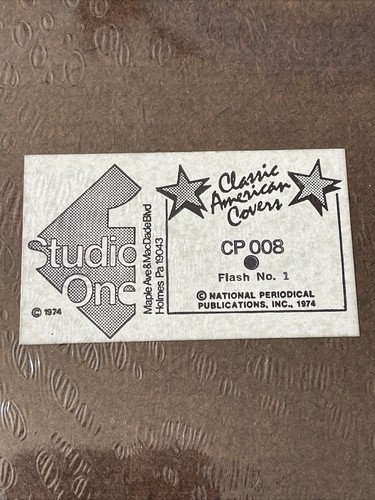 Studio
One
© 1974
Maple Ave & MacDade Blvd
Holmes Pa 19043
Classic
American
Covers
CP 008
Flash No. 1
© NATIONAL PERIODICAL
PUBLICATIONS, INC., 1974